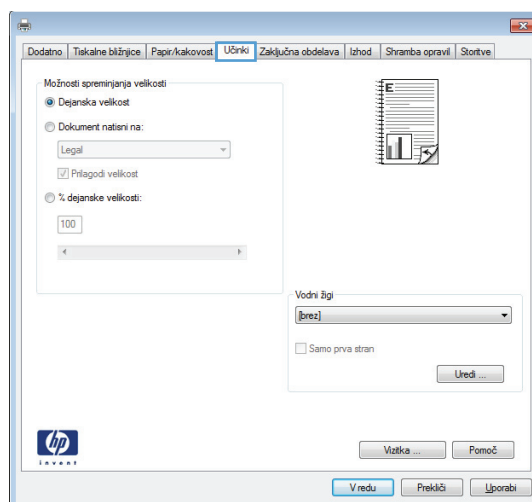 Dodatno Tiskalne bližnjice Papir/kakovost Učinki Zaključna obdelava Izhod Shramba opravil Storitve
Možnosti spreminjanja velikosti
Dejanska velikost
Dokument natisni na:
Legal
Prilagodi velikost
% dejanske velikosti:
100
E
Vodni žigi
[brez]
Samo prva stran
Uredi ...
hp
invent
Vizitka ... Pomoč
V redu Prekliči Uporabi